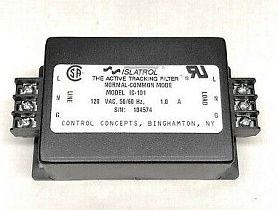 ISLATROL
THE ACTIVE TRACKING FILTER
NORMAL-COMMON MODE
MODEL IC-101
120 VAC, 50/60 Hz, 1.0 A
S/N: 104574
CONTROL CONCEPTS, BINGHAMTON, NY
L
N
G
LINE
LOAD
L
N
G